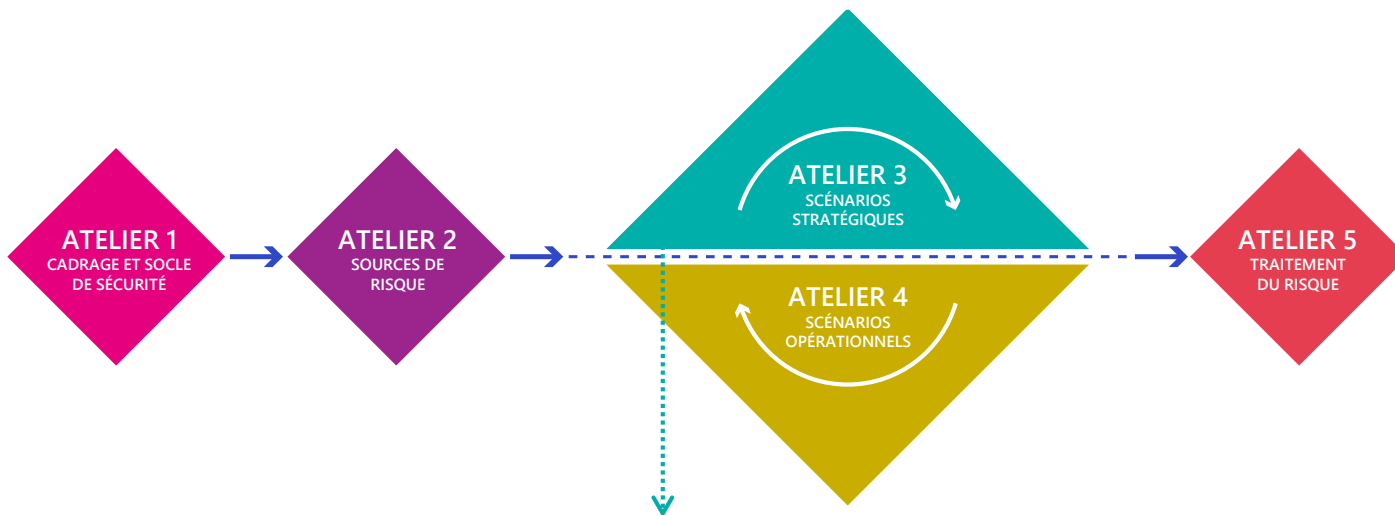 ATELIER 1
CADRAGE ET SOCLE
DE SÉCURITÉ
ATELIER 2
SOURCES DE
RISQUE
ATELIER 3
SCÉNARIOS
STRATÉGIQUES
ATELIER 4
SCÉNARIOS
OPÉRATIONNELS
ATELIER 5
TRAITEMENT
DU RISQUE